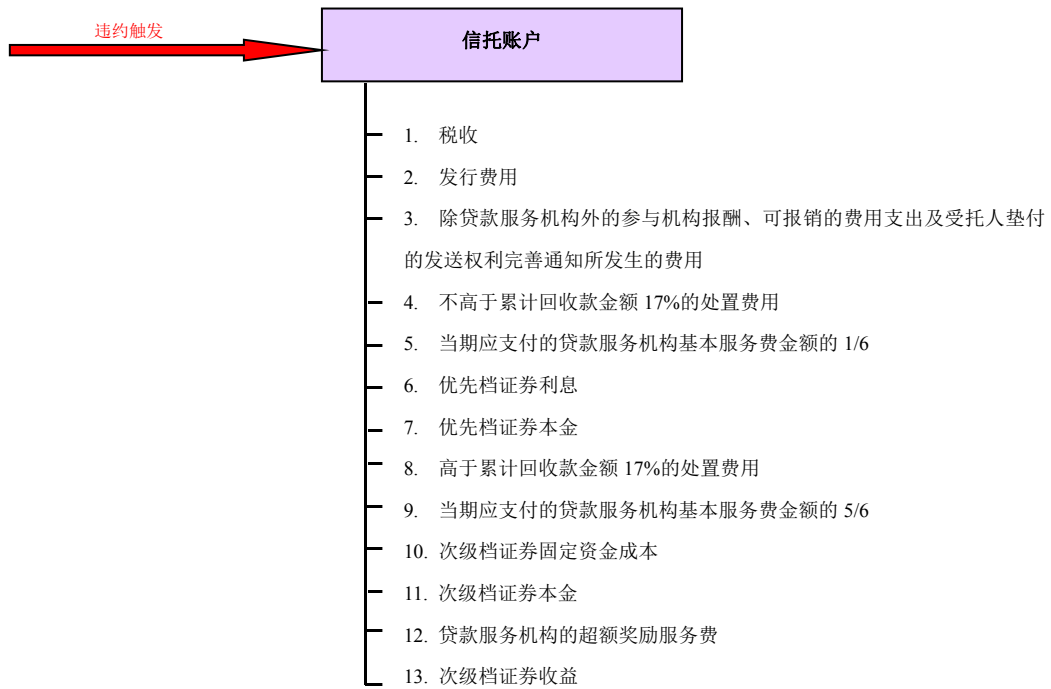 违约触发
信托账户
1. 税收
2. 发行费用
3. 除贷款服务机构外的参与机构报酬、可报销的费用支出及受托人垫付
的发送权利完善通知所发生的费用
4. 不高于累计回收款金额 17%的处置费用
5. 当期应支付的贷款服务机构基本服务费金额的 1/6
6. 优先档证券利息
7. 优先档证券本金
8. 高于累计回收款金额 17%的处置费用
9. 当期应支付的贷款服务机构基本服务费金额的 5/6
10. 次级档证券固定资金成本
11. 次级档证券本金
12. 贷款服务机构的超额奖励服务费
13. 次级档证券收益